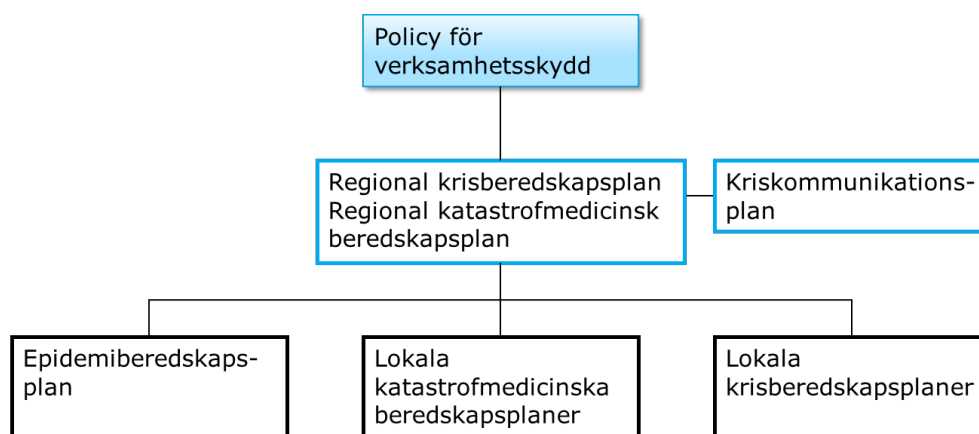 Policy för
verksamhetsskydd
Regional krisberedskapsplan
Regional katastrofmedicinsk
beredskapsplan
Kriskommunikations-
plan
Epidemiberedskaps-
plan
Lokala
katastrofmedicinska
beredskapsplaner
Lokala
krisberedskapsplaner